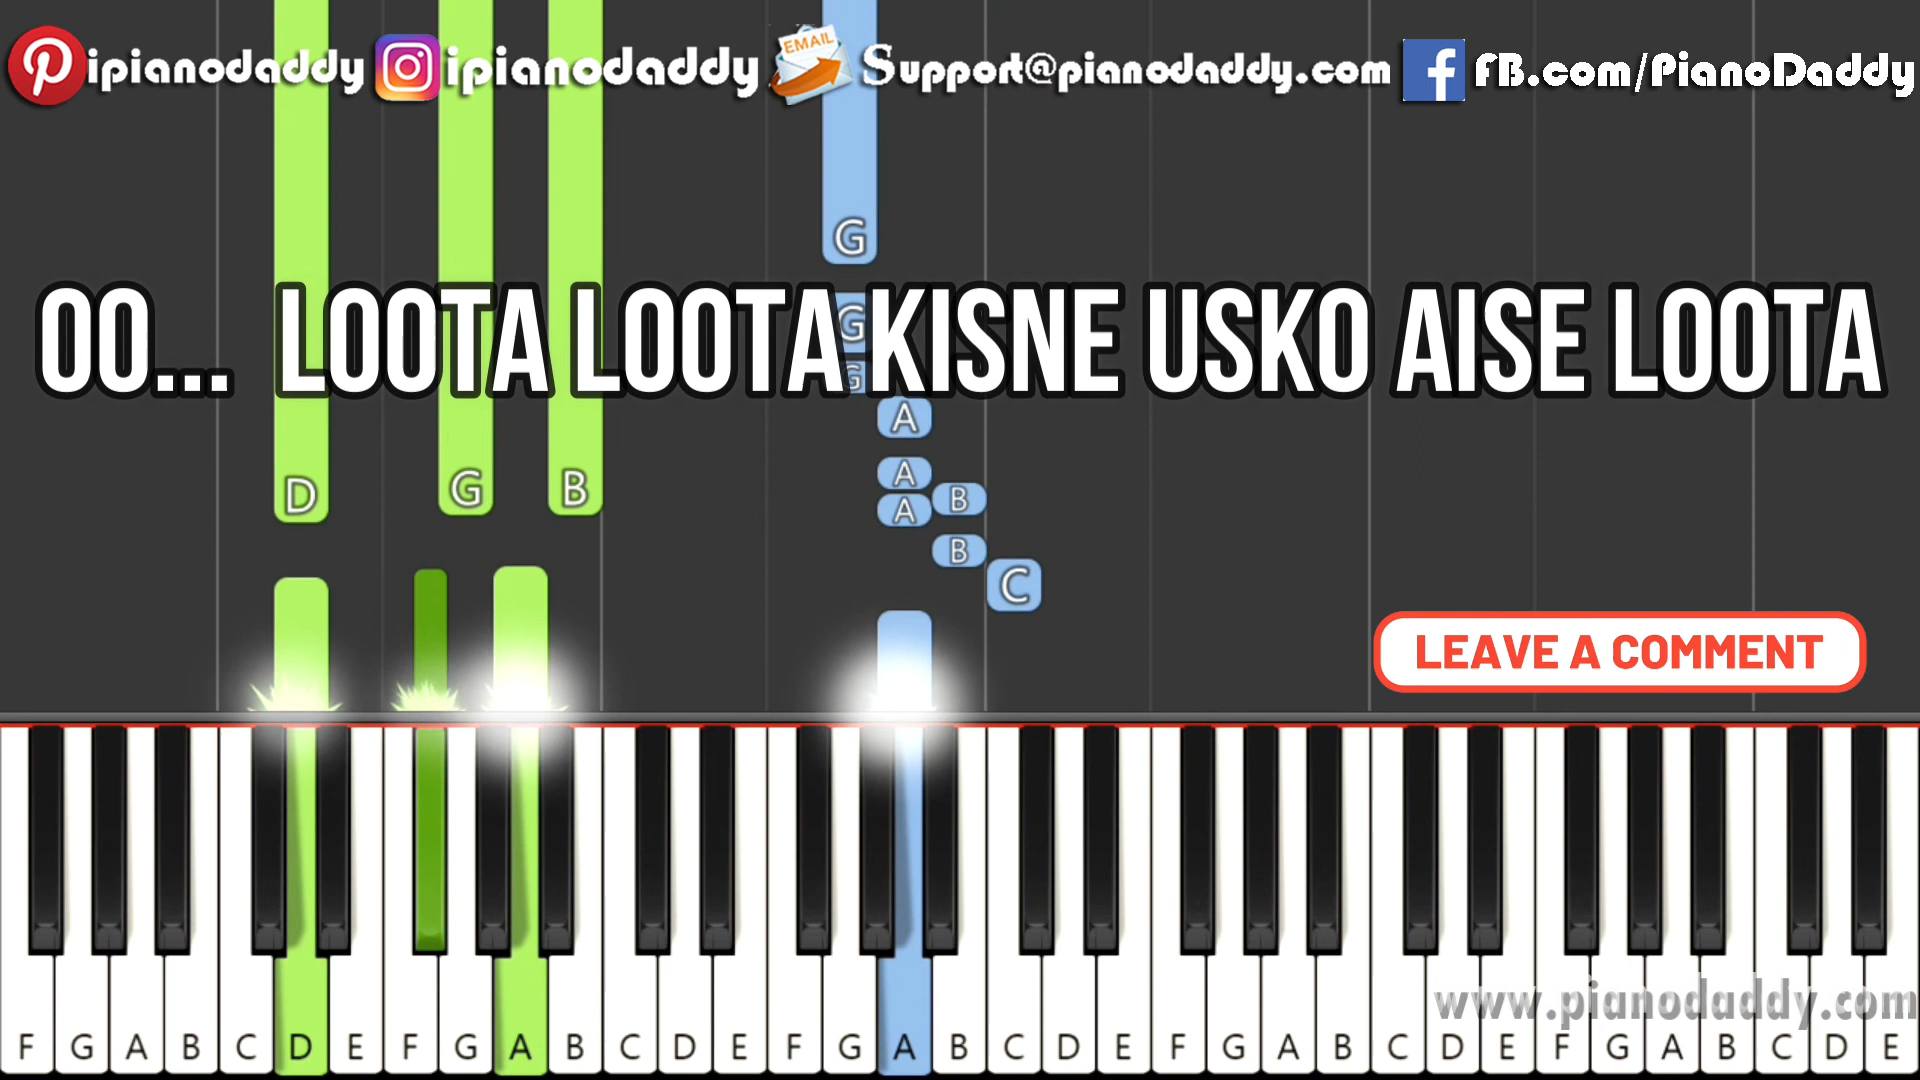 ipianodaddy ipianodaddy EMAIL Support@pianodaddy.com f FB.com/PianoDaddy
G
OO... LOOTA LOOTA KISNE USKO AISE LOOTA
G
G
A
A
D G B A B
B
C
LEAVE A COMMENT
www.pianodaddy.com
F G A B C D E F G A B C D E F G A B C D E F G A B C D E F G A B C D E